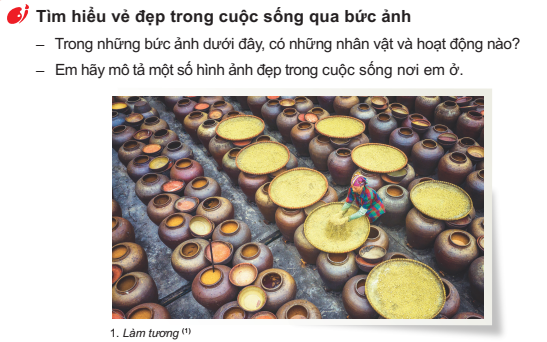 Tìm hiểu vẻ đẹp trong cuộc sống qua bức ảnh
– Trong những bức ảnh dưới đây, có những nhân vật và hoạt động nào?
– Em hãy mô tả một số hình ảnh đẹp trong cuộc sống nơi em ở.
1. Làm tương (1)